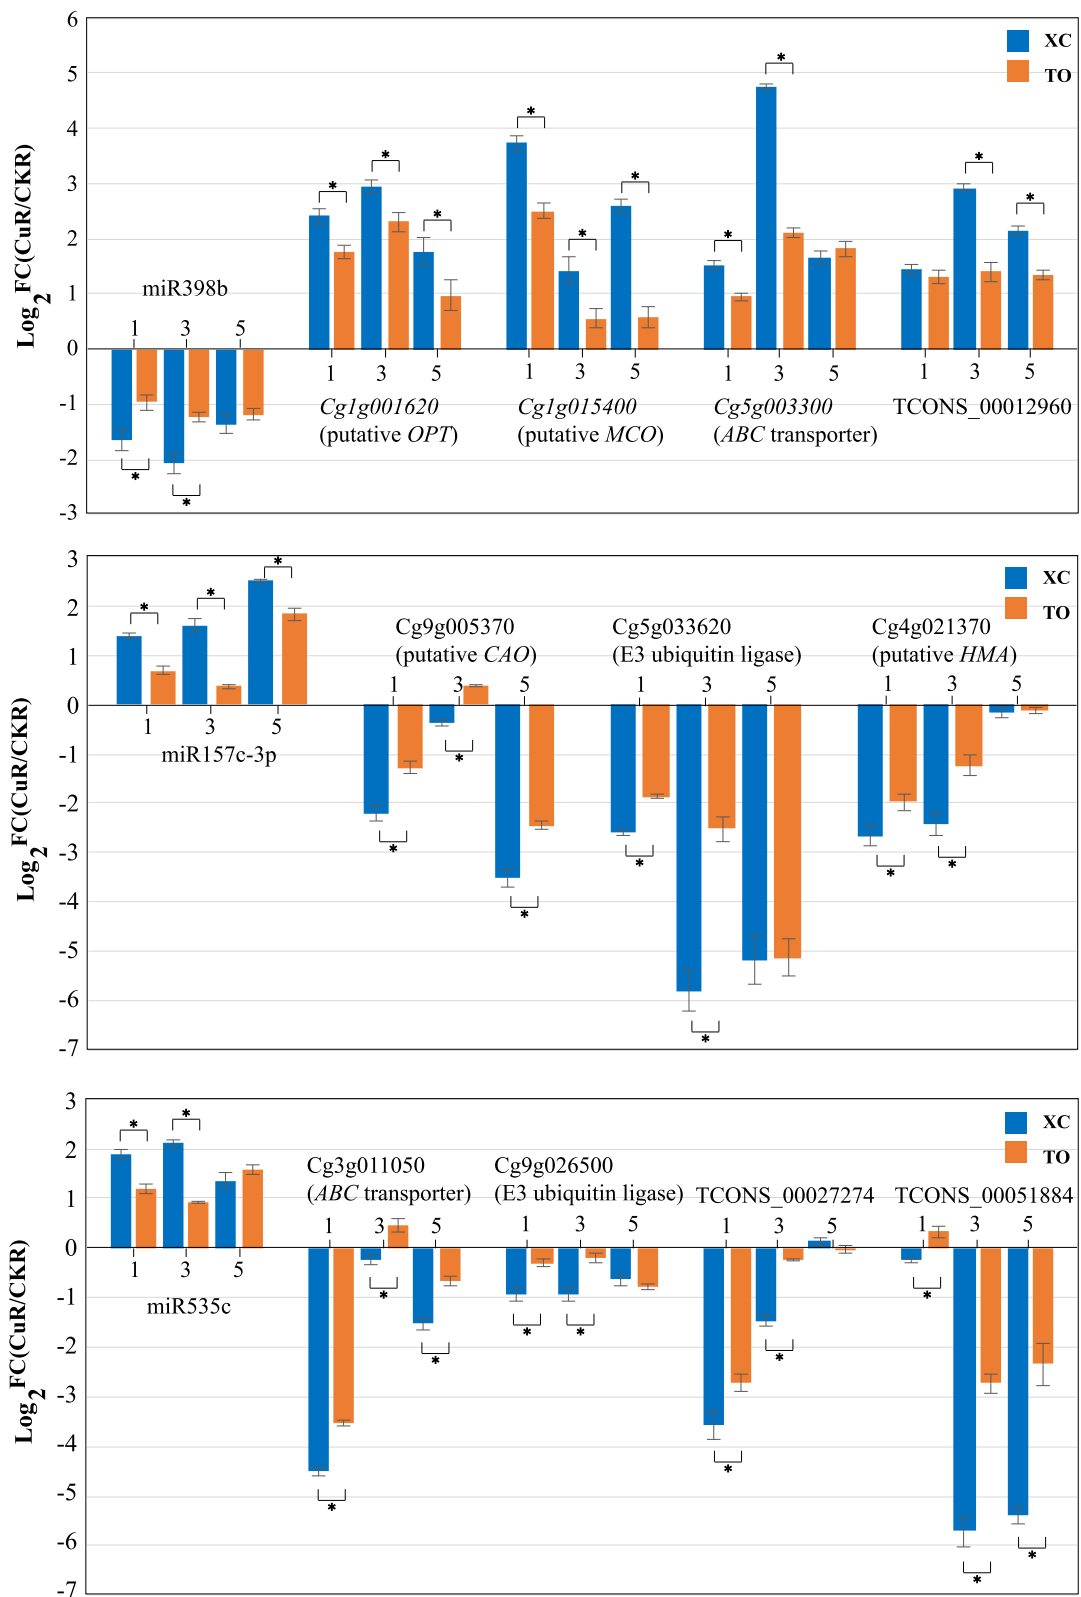 6
5
4
3
2
1
0
-1
-2
-3
Log2FC(CuR/CKR)
XC
TO
miR398b
1 3 5
1 3 5
Cg1g001620
(putative OPT)
1 3 5
Cg1g015400
(putative MCO)
1 3 5
Cg5g003300
(ABC transporter)
1 3 5
TCONS_00012960
* * * * * * * * * * * *
3
2
1
0
-1
-2
-3
-4
-5
-6
-7
Log2FC(CuR/CKR)
XC
TO
1 3 5
miR157c-3p
Cg9g005370
(putative CAO)
1 3 5
Cg5g033620
(E3 ubiquitin ligase)
1 3 5
Cg4g021370
(putative HMA)
1 3 5
* * * * * * * * * *
3
2
1
0
-1
-2
-3
-4
-5
-6
-7
Log2FC(CuR/CKR)
XC
TO
1 3 5
miR535c
Cg3g011050
(ABC transporter)
1 3 5
Cg9g026500
(E3 ubiquitin ligase)
1 3 5
TCONS_00027274
1 3 5
TCONS_00051884
1 3 5
* * * * * * * * * * * *